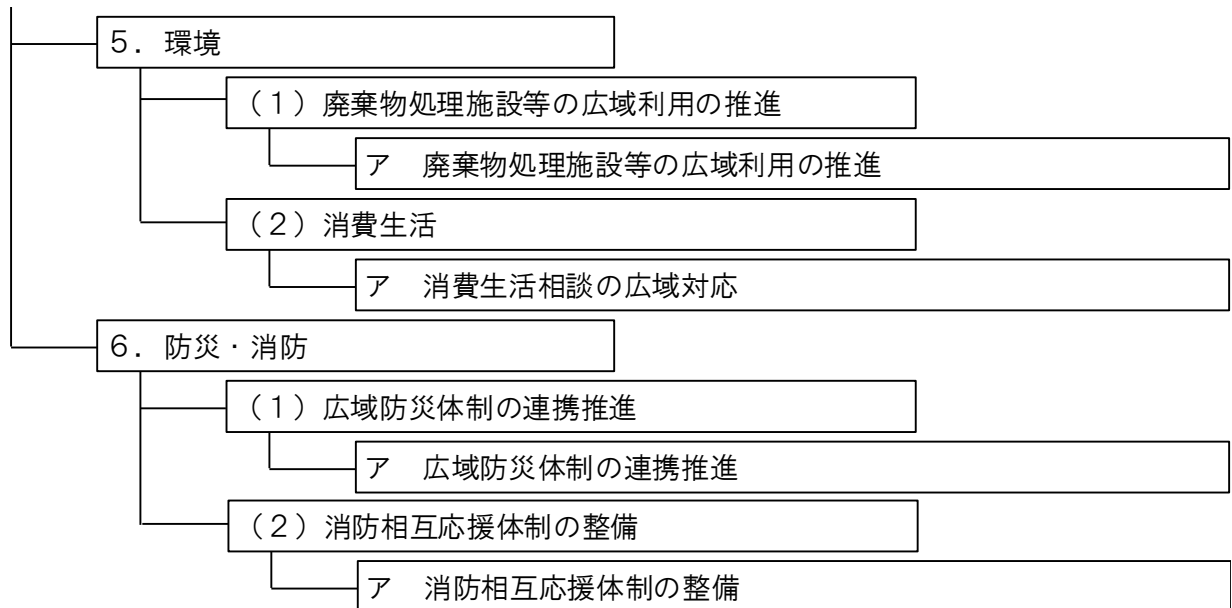 ５．環境
（１）廃棄物処理施設等の広域利用の推進
ア　廃棄物処理施設等の広域利用の推進
（２）消費生活
ア　消費生活相談の広域対応
６．防災・消防
（１）広域防災体制の連携推進
ア　広域防災体制の連携推進
（２）消防相互応援体制の整備
ア　消防相互応援体制の整備